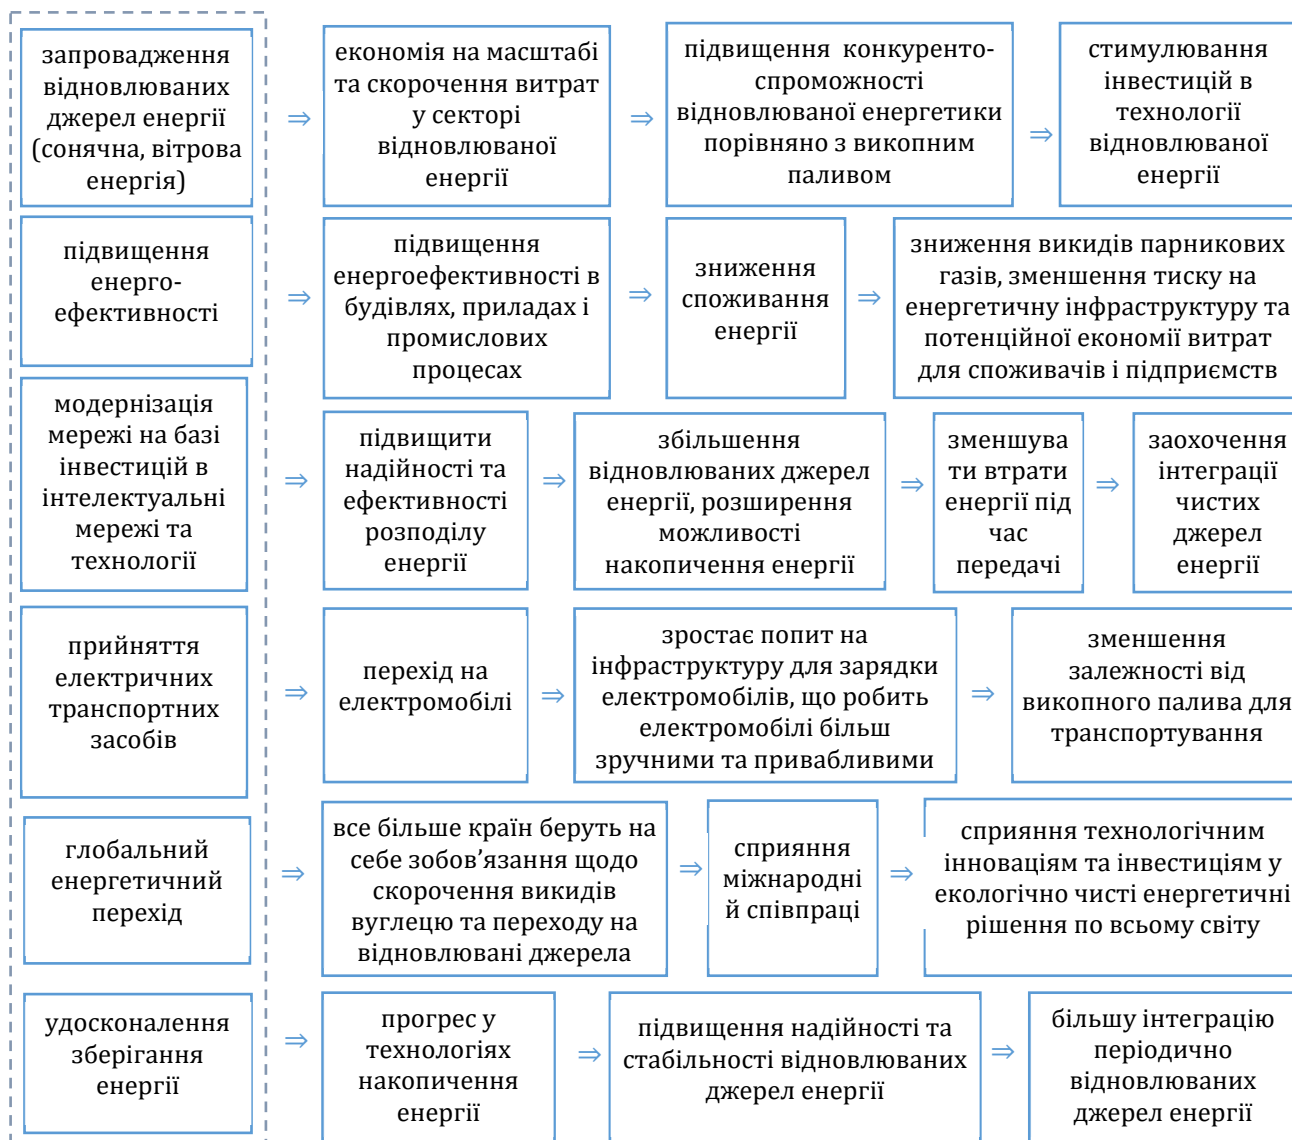 запровадження
відновлюваних
джерел енергії
(сонячна, вітрова
енергія)
⇒
економія на масштабі
та скорочення витрат
у секторі
відновлюваної
енергії
⇒
підвищення конкуренто-
спроможності
відновлюваної енергетики
порівняно з викопним
паливом
⇒
стимулювання
інвестицій в
технології
відновлюваної
енергії
підвищення
енерго-
ефективності
⇒
підвищення
енергоефективності в
будівлях, приладах і
промислових
процесах
⇒
зниження
споживання
енергії
⇒
зниження викидів парникових
газів, зменшення тиску на
енергетичну інфраструктуру та
потенційної економії витрат
для споживачів і підприємств
модернізація
мережі на базі
інвестицій в
інтелектуальні
мережі та
технології
⇒
підвищити
надійності та
ефективності
розподілу
енергії
⇒
збільшення
відновлюваних джерел
енергії, розширення
можливості
накопичення енергії
⇒
зменшува
ти втрати
енергії під
час
передачі
⇒
заохочення
інтеграції
чистих
джерел
енергії
прийняття
електричних
транспортних
засобів
⇒
перехід на
електромобілі
⇒
зростає попит на
інфраструктуру для зарядки
електромобілів, що робить
електромобілі більш
зручними та привабливими
⇒
зменшення
залежності від
викопного палива для
транспортування
глобальний
енергетичний
перехід
⇒
все більше країн беруть на
себе зобов’язання щодо
скорочення викидів
вуглецю та переходу на
відновлювані джерела
⇒
сприяння
міжнародні
й співпраці
⇒
сприяння технологічним
інноваціям та інвестиціям у
екологічно чисті енергетичні
рішення по всьому світу
удосконалення
зберігання
енергії
⇒
прогрес у
технологіях
накопичення
енергії
⇒
підвищення надійності та
стабільності відновлюваних
джерел енергії
⇒
більшу інтеграцію
періодично
відновлюваних
джерел енергії